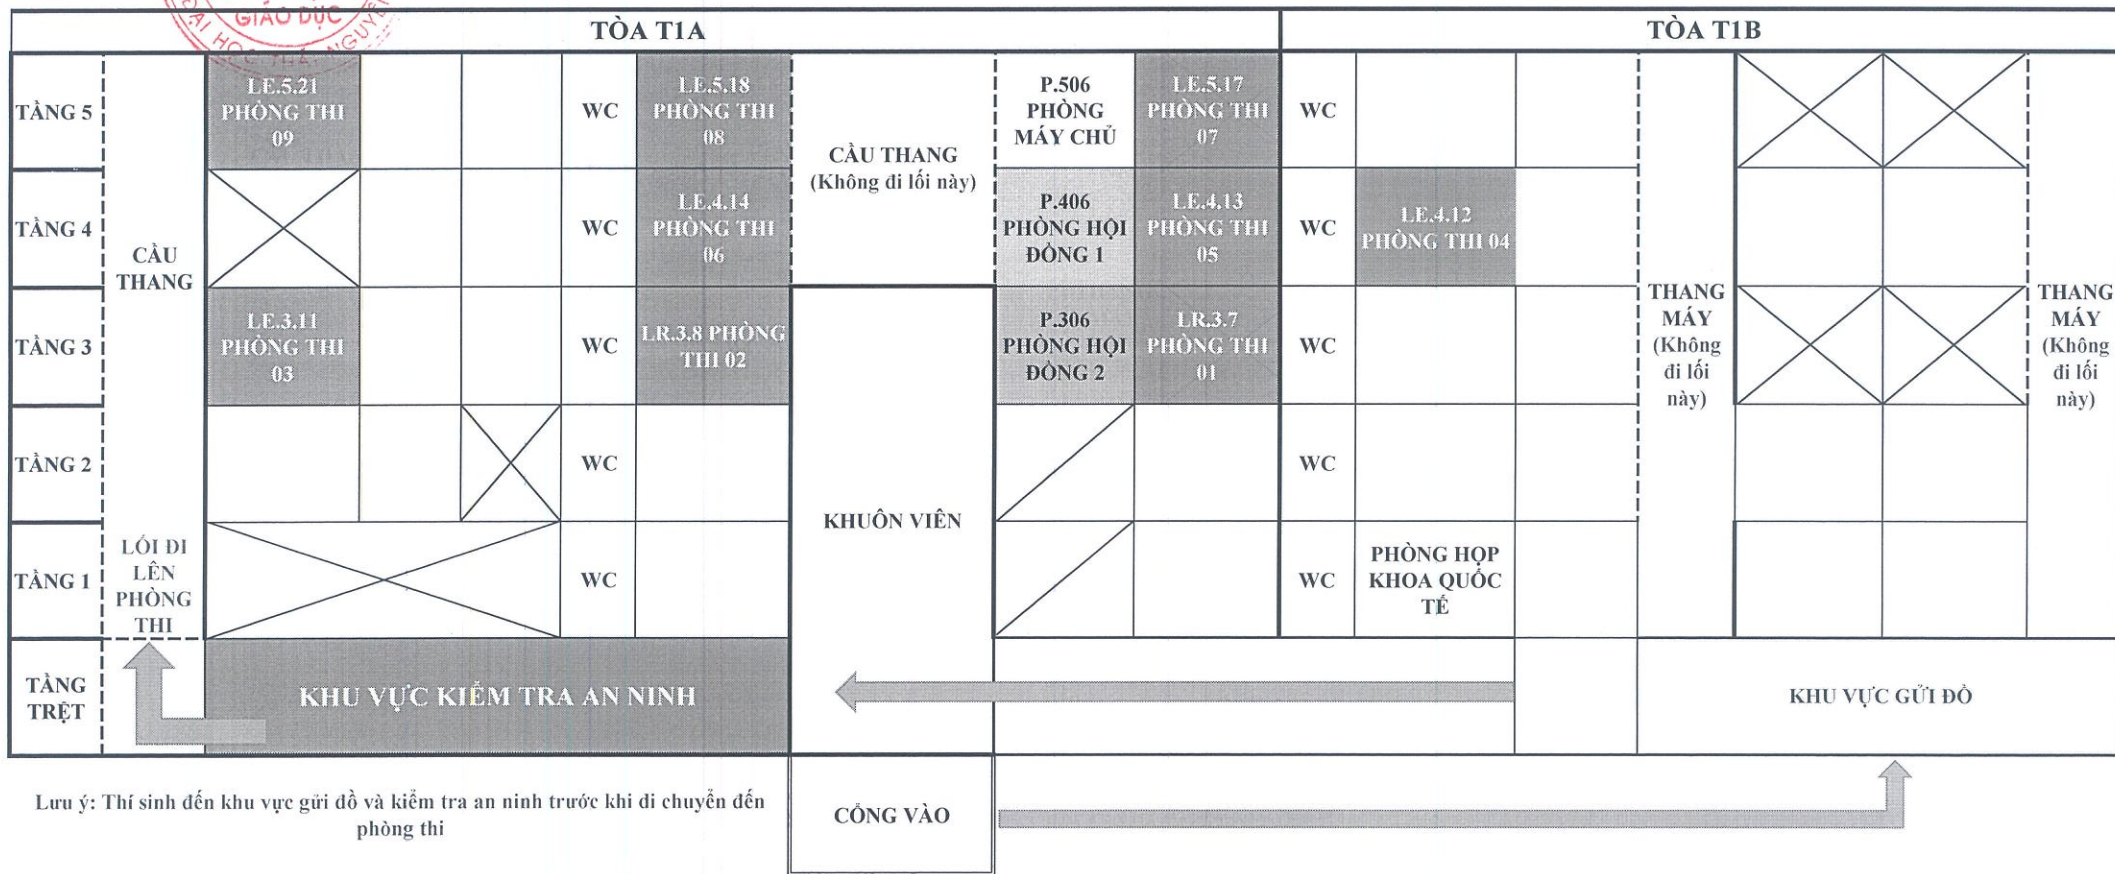 GIÁO DỤC
TÒA T1A
TÒA T1B
TẦNG 5
LE.5.21
PHÒNG THI
09
WC
LE.5.18
PHÒNG THI
08
CẦU THANG
(Không đi lối này)
P.506
PHÒNG
MÁY CHỦ
LE.5.17
PHÒNG THI
07
WC
TẦNG 4
CẦU
THANG
WC
LE.4.14
PHÒNG THI
06
P.406
PHÒNG HỘI
ĐỒNG 1
LE.4.13
PHÒNG THI
05
WC
LE.4.12
PHÒNG THI 04
THANG
MÁY
(Không
đi lối
này)
THANG
MÁY
(Không
đi lối
này)
TẦNG 3
LE.3.11
PHÒNG THI
03
WC
LR.3.8 PHÒNG
THI 02
P.306
PHÒNG HỘI
ĐỒNG 2
LR.3.7
PHÒNG THI
01
WC
TẦNG 2
WC
KHUÔN VIÊN
WC
TẦNG 1
LỐI ĐI
LÊN
PHÒNG
THI
WC
WC
PHÒNG HỌP
KHOA QUỐC
TẾ
TẦNG
TRỆT
KHU VỰC KIỂM TRA AN NINH
KHU VỰC GỬI ĐỒ
Lưu ý: Thí sinh đến khu vực gửi đồ và kiểm tra an ninh trước khi di chuyển đến
phòng thi
CỔNG VÀO